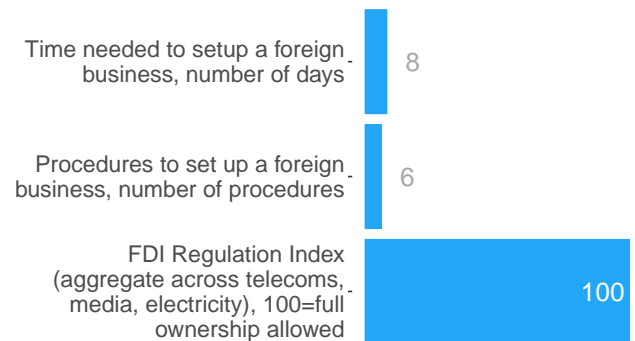 Time needed to setup a foreign
business, number of days
8
Procedures to set up a foreign
business, number of procedures
6
FDI Regulation Index
(aggregate across telecoms,
media, electricity), 100=full
ownership allowed
100